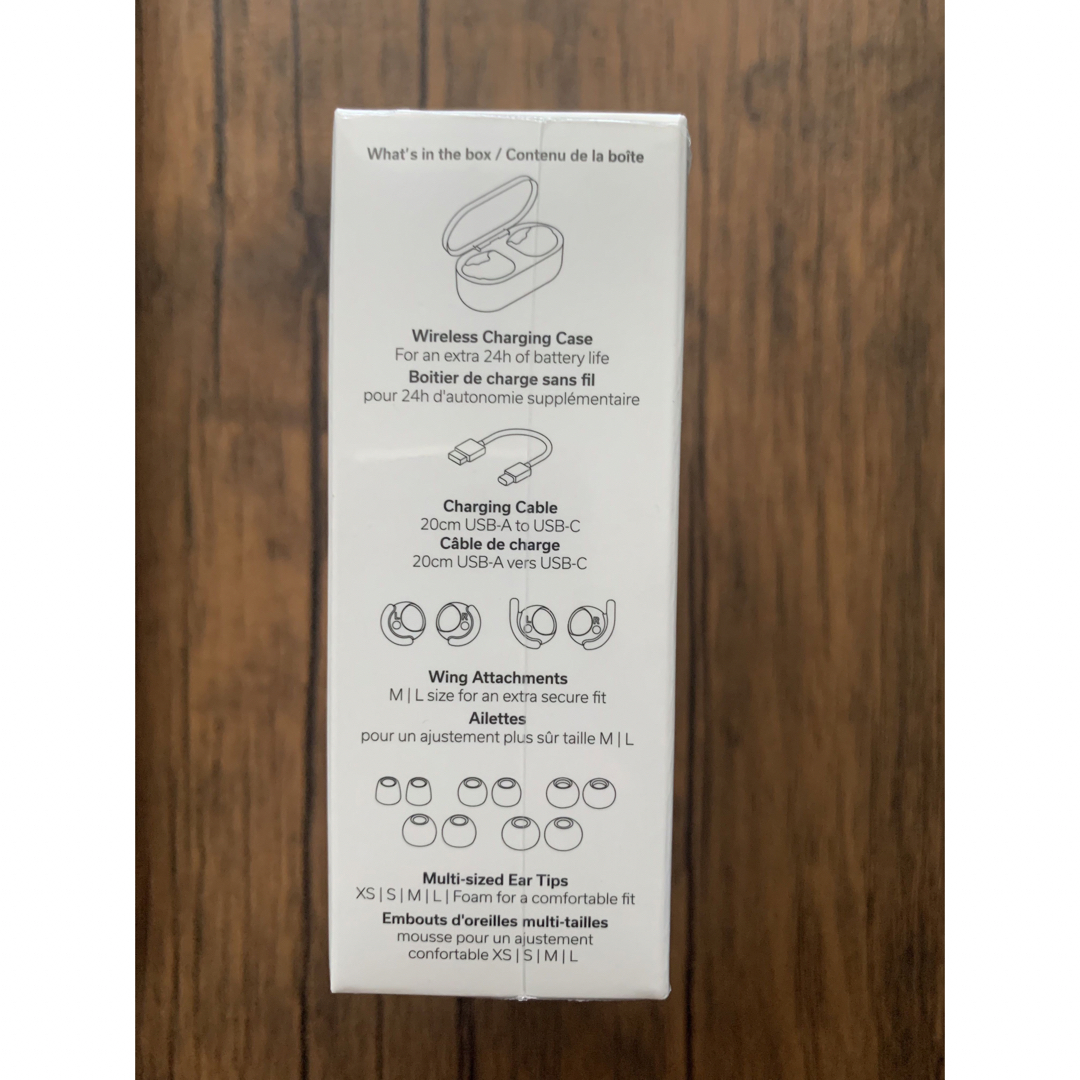 What's in the box / Contenu de la boîte
Wireless Charging Case
For an extra 24h of battery life
Boitier de charge sans fil
pour 24h d'autonomie supplémentaire
Charging Cable
20cm USB-A to USB-C
Câble de charge
20cm USB-A vers USB-C
L R L R
Wing Attachments
M | L size for an extra secure fit
Ailettes
pour un ajustement plus sûr taille M | L
Multi-sized Ear Tips
XS | S | M | L | Foam for a comfortable fit
Embouts d'oreilles multi-tailles
mousse pour un ajustement
confortable XS | S | M | L